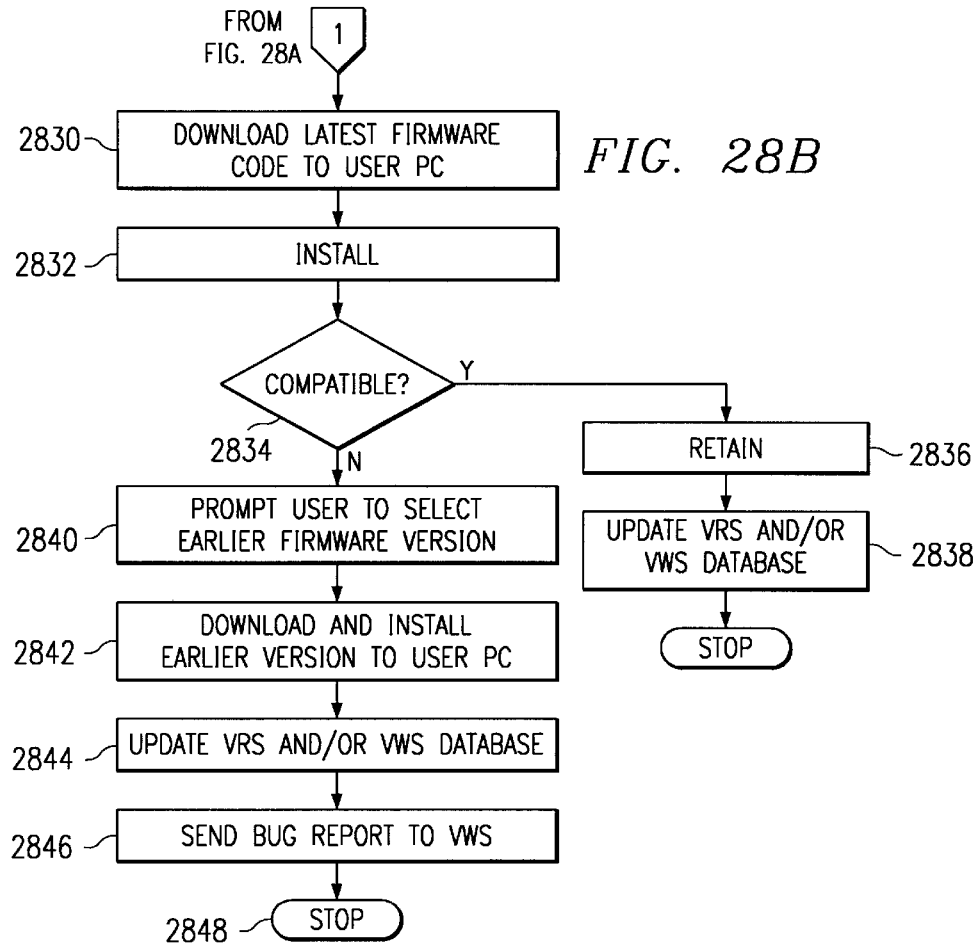 FROM
FIG. 28A
1
2830
DOWNLOAD LATEST FIRMWARE
CODE TO USER PC
FIG. 28B
2832
INSTALL
COMPATIBLE?
Y
2834
N
RETAIN
2836
2840
PROMPT USER TO SELECT
EARLIER FIRMWARE VERSION
UPDATE VRS AND/OR
VWS DATABASE
2838
2842
DOWNLOAD AND INSTALL
EARLIER VERSION TO USER PC
STOP
2844
UPDATE VRS AND/OR VWS DATABASE
2846
SEND BUG REPORT TO VWS
2848
STOP